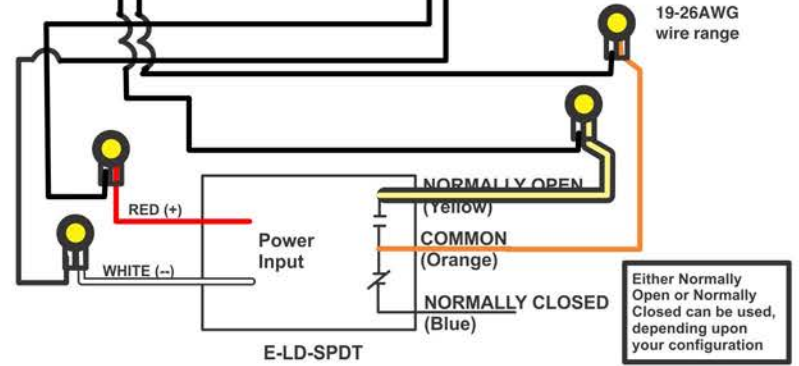 19-26AWG
wire range
RED (+)
WHITE (--)
Power
Input
NORMALLY OPEN
(Yellow)
COMMON
(Orange)
NORMALLY CLOSED
(Blue)
E-LD-SPDT
Either Normally
Open or Normally
Closed can be used,
depending upon
your configuration